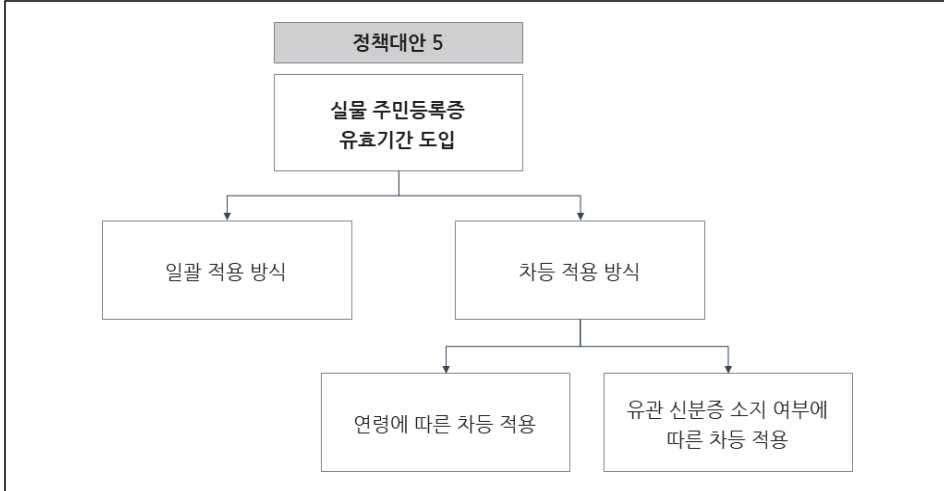 정책대안 5
실물 주민등록증
유효기간 도입
일괄 적용 방식
차등 적용 방식
연령에 따른 차등 적용
유관 신분증 소지 여부에
따른 차등 적용